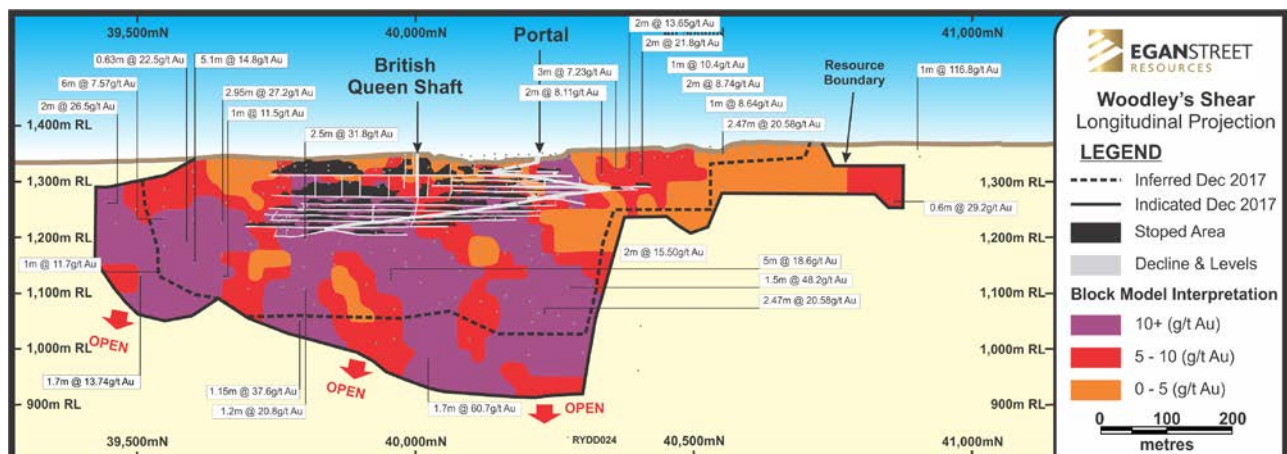 39,500mN
40,000mN
41,000mN
2m @ 13.65g/t Au
0.63m @ 22.5g/t Au
5.1m @ 14.8g/t Au
Portal
2m @ 21.8g/t Au
6m @ 7.57g/t Au
British
Queen Shaft
3m @ 7.23g/t Au
1m @ 10.4g/t Au
Resource
Boundary
1m @ 116.8g/t Au
2m @ 26.5g/t Au
2.95m @ 27.2g/t Au
2m @ 8.11g/t Au
2m @ 8.74g/t Au
1m @ 11.5g/t Au
1m @ 8.64g/t Au
1,400m RL
2.5m @ 31.8g/t Au
2.47m @ 20.58g/t Au
1,400m RL
1,300m RL
1,300m RL
0.6m @ 29.2g/t Au
1,200m RL
1,200m RL
2m @ 15.50g/t Au
1m @ 11.7g/t Au
5m @ 18.6g/t Au
1.5m @ 48.2g/t Au
1,100m RL
1,100m RL
2.47m @ 20.58g/t Au
OPEN
1,000m RL
1,000m RL
1.7m @ 13.74g/t Au
1.15m @ 37.6g/t Au
OPEN
900m RL
1.2m @ 20.8g/t Au
1.7m @ 60.7g/t Au
OPEN
900m RL
39,500mN
40,000mN
RYDD024
40,500mN
41,000mN
EGANSTREET
RESOURCES
Woodley's Shear
Longitudinal Projection
LEGEND
Inferred Dec 2017
Indicated Dec 2017
Stoped Area
Decline & Levels
Block Model Interpretation
10+ (g/t Au)
5 - 10 (g/t Au)
0 - 5 (g/t Au)
0 100 200
metres